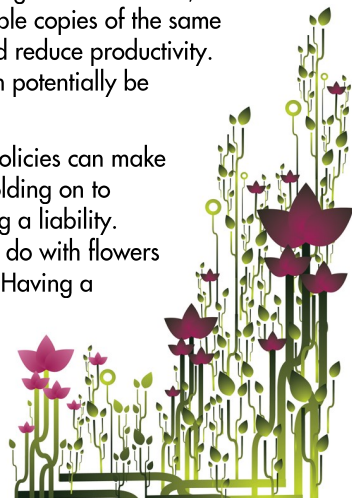 ple copies of the same
d reduce productivity.
n potentially be
olicies can make
lding on to
g a liability.
do with flowers
Having a